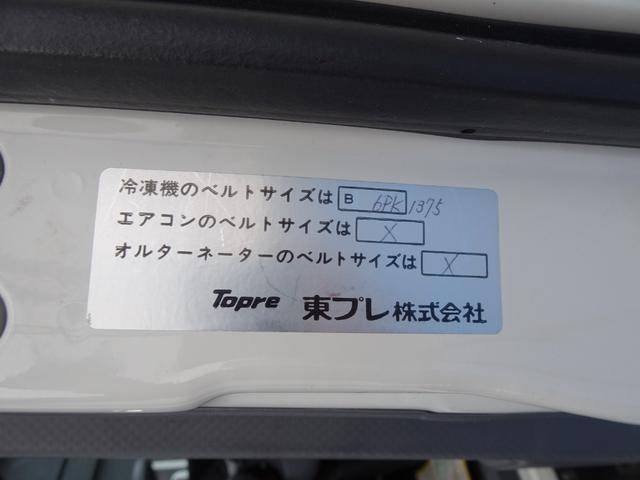 冷凍機のベルトサイズは B 6PK 1375
エアコンのベルトサイズは X
オルターネーターのベルトサイズは X
Topre 東プレ株式会社